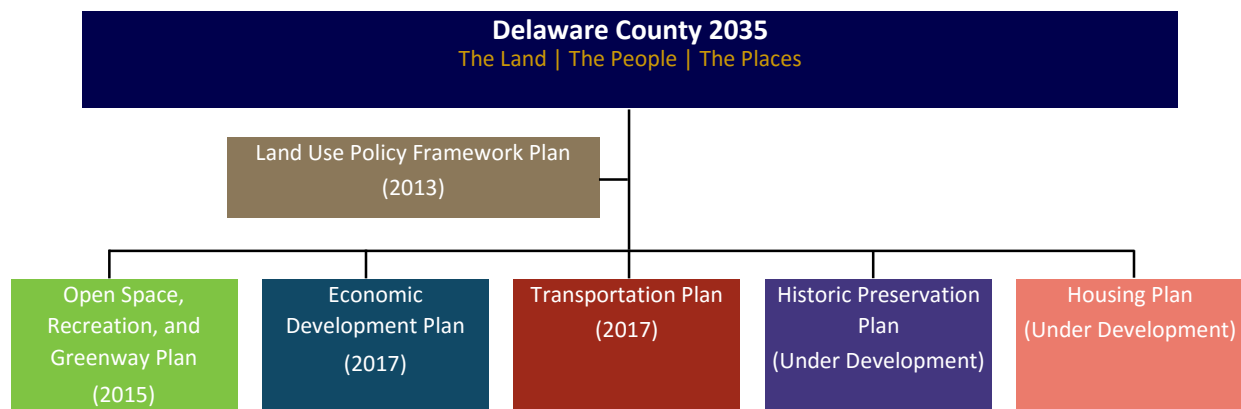 Delaware County 2035
The Land | The People | The Places
Land Use Policy Framework Plan
(2013)
Open Space,
Recreation, and
Greenway Plan
(2015)
Economic
Development Plan
(2017)
Transportation Plan
(2017)
Historic Preservation
Plan
(Under Development)
Housing Plan
(Under Development)